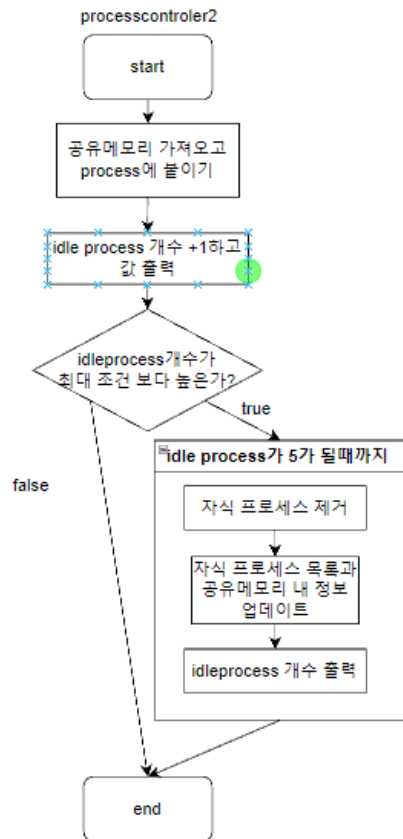 processcontroler2
start
공유메모리 가져오고
process에 붙이기
idle process 개수 +1하고
값 출력
idleprocess개수가
최대 조건 보다 높은가?
true
false
idle process가 5가 될때까지
자식 프로세스 제거
자식 프로세스 목록과
공유메모리 내 정보
업데이트
idleprocess 개수 출력
end